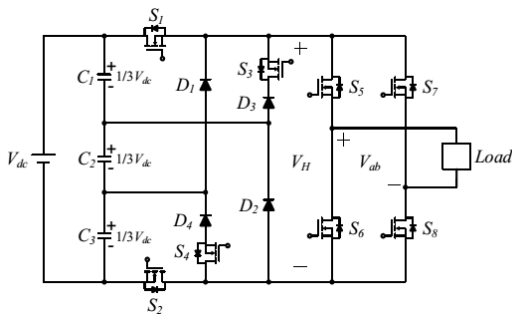 S1
S3
+
C1 + 1/3Vdc -
D1
D3
S5
S7
+
Vdc
C2 + 1/3Vdc -
VH
Vab
Load
D2
-
C3 + 1/3Vdc -
D4
S4
S6
S8
-
S2